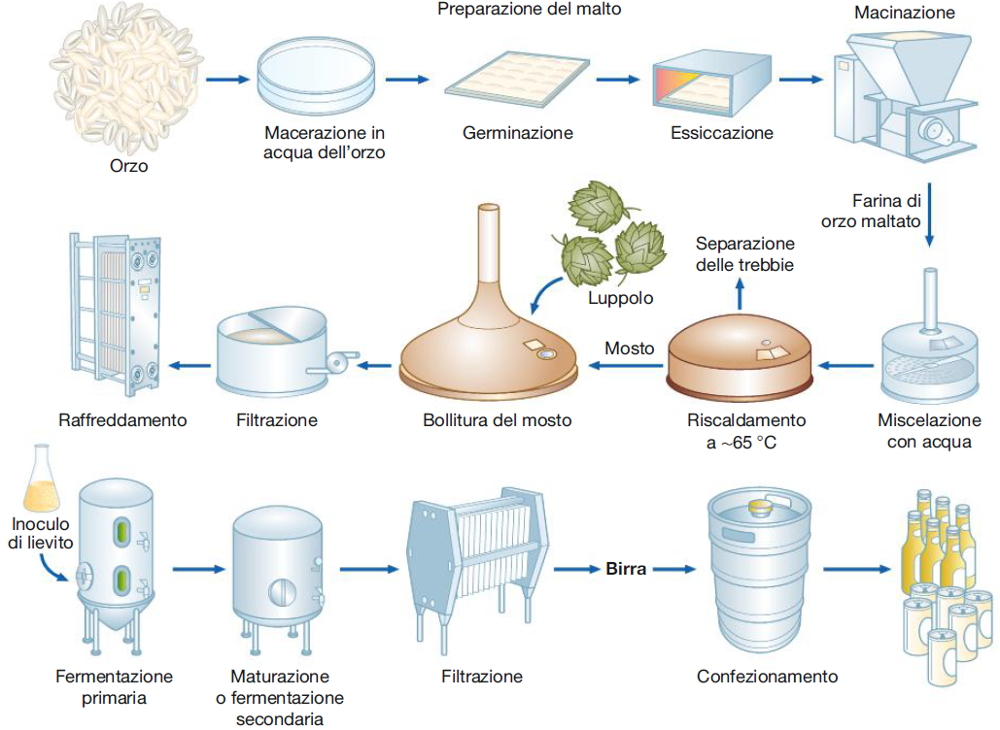 Preparazione del malto
Macinazione
Orzo
Macerazione in
acqua dell'orzo
Germinazione
Essiccazione
Farina di
orzo maltato
Separazione
delle trebbie
Luppolo
Mosto
Raffreddamento
Filtrazione
Bollitura del mosto
Riscaldamento
a ~65 °C
Miscelazione
con acqua
Inoculo
di lievito
Birra
Fermentazione
primaria
Maturazione
o fermentazione
secondaria
Filtrazione
Confezionamento